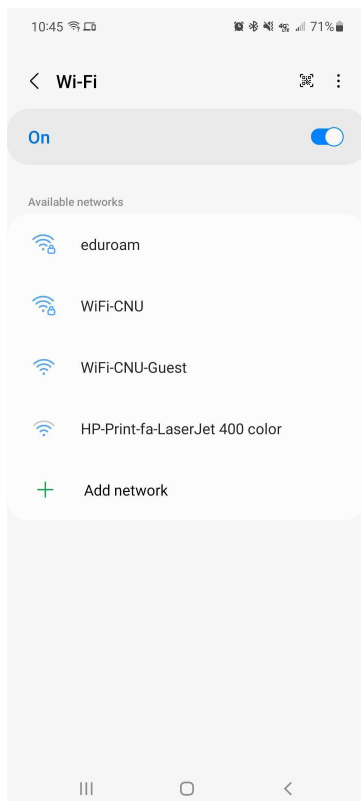 10:45
71%
Wi-Fi
On
Available networks
eduroam
WiFi-CNU
WiFi-CNU-Guest
HP-Print-fa-LaserJet 400 color
Add network